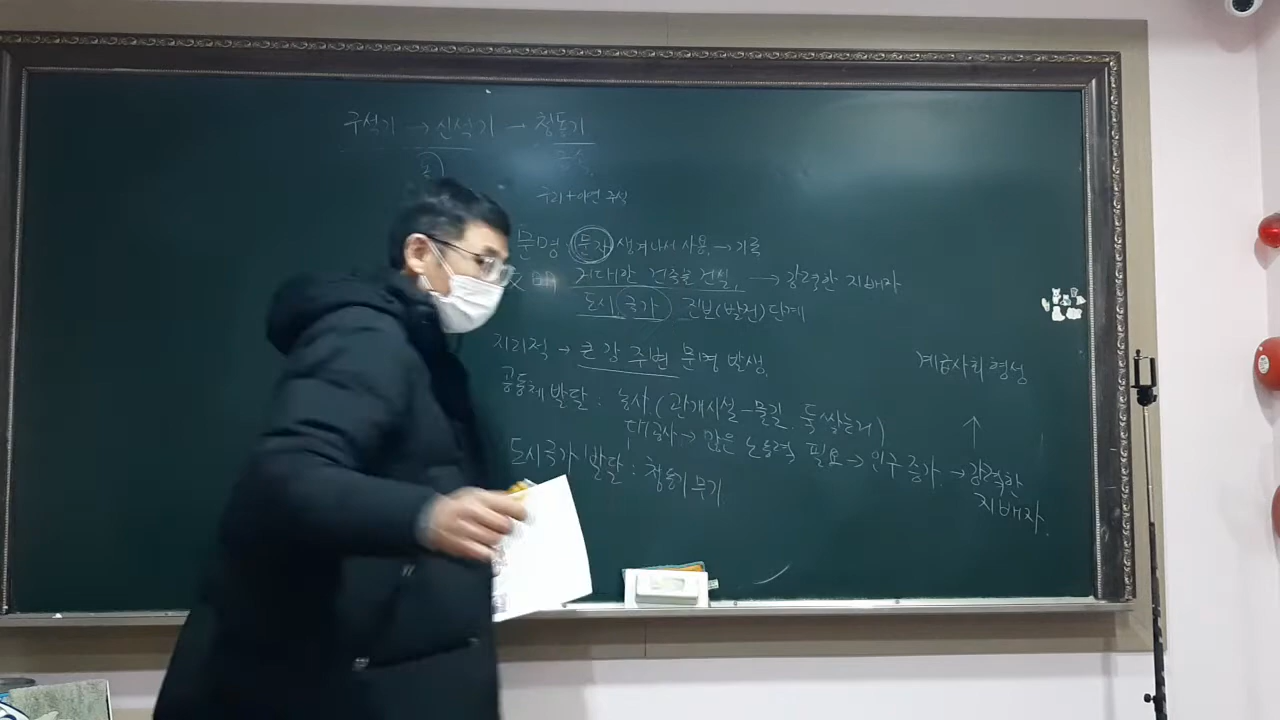 구석기 → 신석기 → 청동기
구리+아연 주석
문명 : 문자 생겨나서 사용 → 기록
文明 거대한 건축물 건설, → 강력한 지배자
도시(국가) 진보(발전)단계
지리적 → 큰 강 주변 문명 발생.
계급사회 형성
↑
공동체 발달 : 농사.(관개시설-물길. 둑쌓는거)
대공사 → 많은 노동력 필요 → 인구 증가. → 강력한
지배자.
도시국가 발달 : 청동기 무기